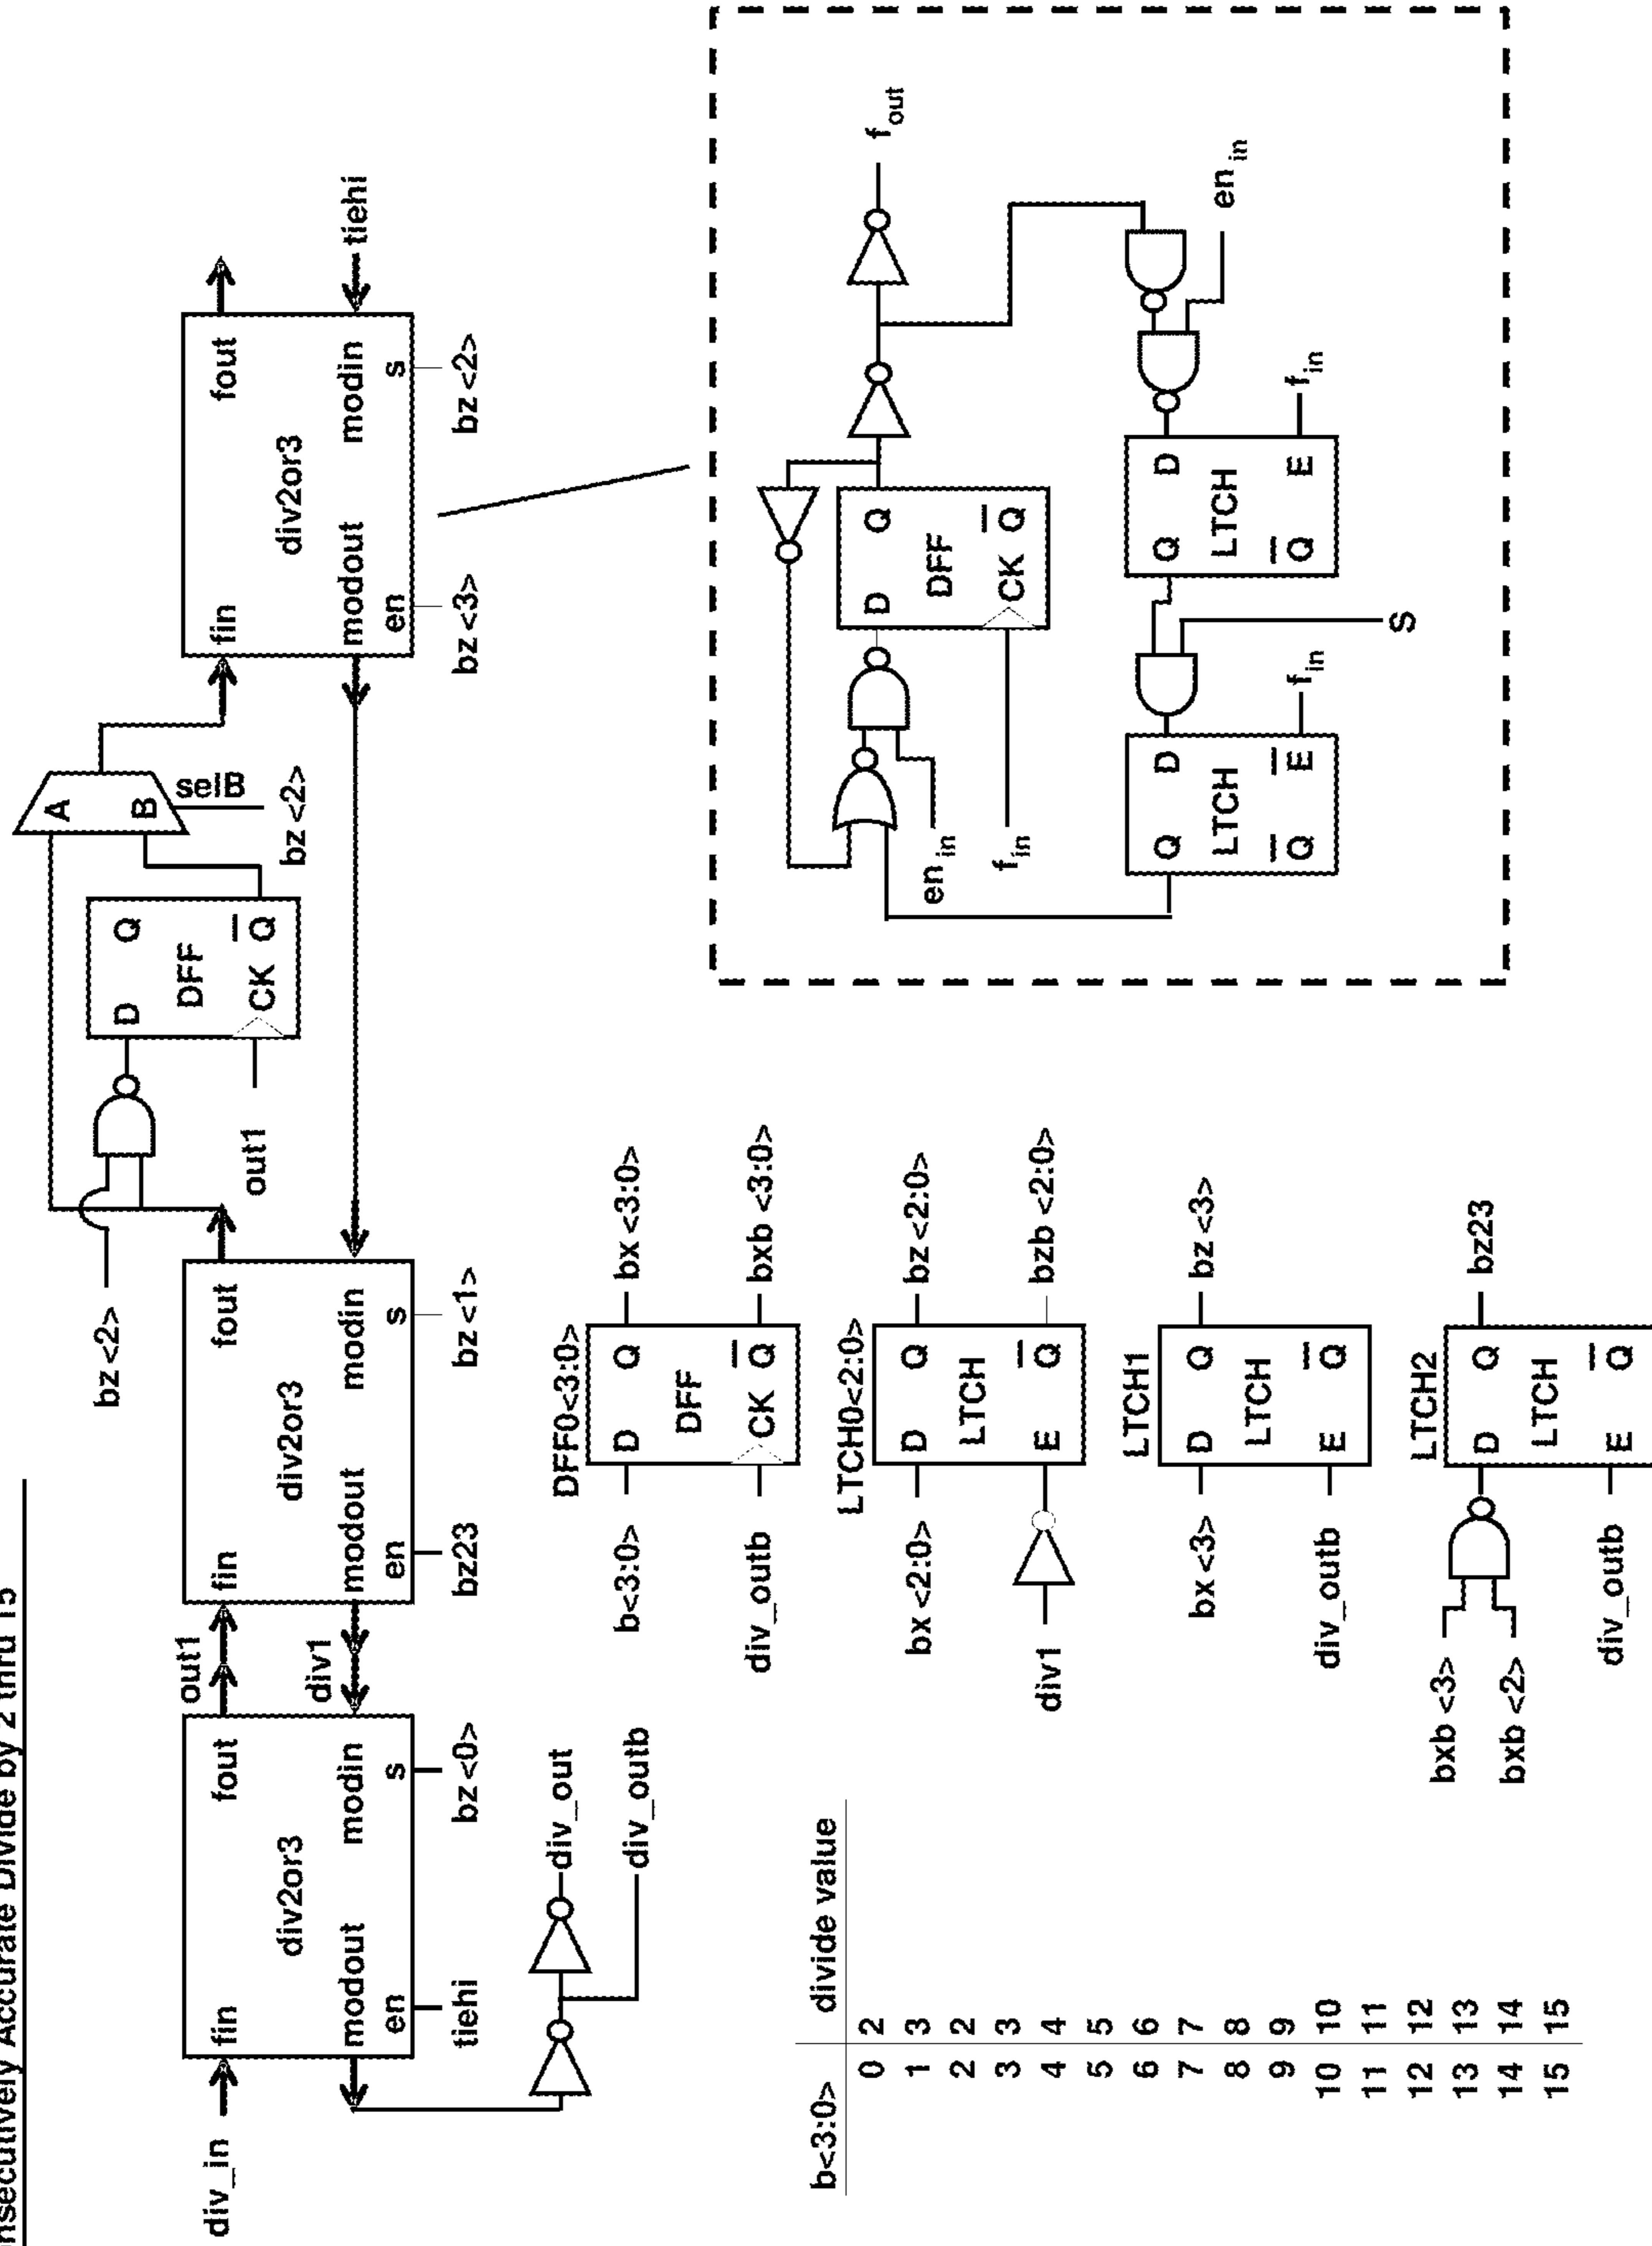 Accurate Divide by 2 thru 15
div_in
fin
fout
div2or3
modout
modin
en
s
tiehi
bz <0>
out1
div1
fin
fout
div2or3
modout
modin
en
s
bz23
bz <1>
bz <2>
out1
D
Q
DFF
CK
Q
A
B
selB
bz <2>
fin
fout
div2or3
modout
modin
en
s
bz <3>
bz <2>
tiehi
div_out
div_outb
b<3:0>
divide value
0 2
1 3
2 2
3 3
4 4
5 5
6 6
7 7
8 8
9 9
10 10
11 11
12 12
13 13
14 14
15 15
DFF0<3:0>
b<3:0>
D
Q
bx <3:0>
DFF
div_outb
CK
Q
bxb <3:0>
LTCH0<2:0>
bx <2:0>
D
Q
bz <2:0>
LTCH
div1
E
Q
bzb <2:0>
LTCH1
bx <3>
D
Q
bz <3>
LTCH
div_outb
E
Q
LTCH2
bxb <3>
bxb <2>
D
Q
bz23
LTCH
div_outb
E
Q
f out
en in
f in
D
Q
DFF
CK
Q
Q
D
LTCH
Q
E
f in
S
Q
D
LTCH
Q
E
f in
en in